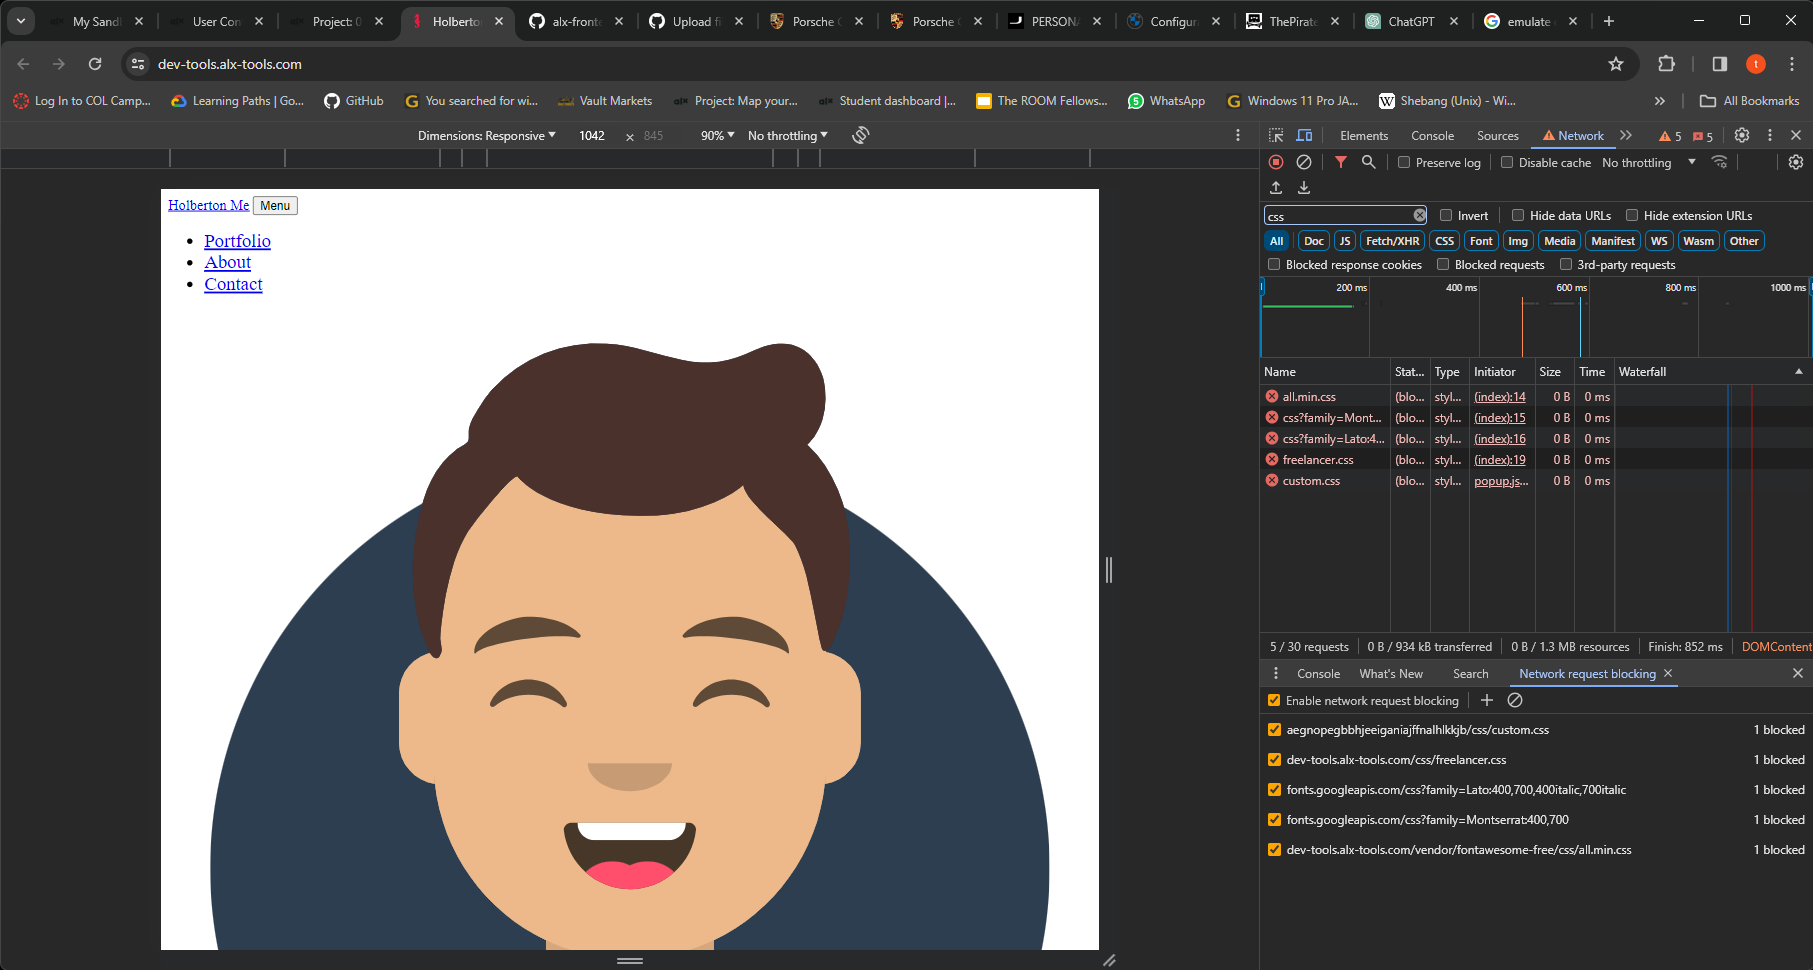 My Sandl
User Con
Project: 0
Holberto
alx-fronte
Upload fi
Porsche C
Porsche
PERSON
Configur
ThePirate
ChatGPT
emulate
dev-tools.alx-tools.com
t
Log In to COL Camp...
Learning Paths | Go...
GitHub
You searched for wi...
Vault Markets
Project: Map your...
Student dashboard |...
The ROOM Fellows...
WhatsApp
Windows 11 Pro JA...
Shebang (Unix) - Wi...
»
All Bookmarks
Dimensions: Responsive
1042 × 845
90%
No throttling
Elements
Console
Sources
Network
5
5
Preserve log
Disable cache
No throttling
css
Invert
Hide data URLs
Hide extension URLs
All
Doc
JS
Fetch/XHR
CSS
Font
Img
Media
Manifest
WS
Wasm
Other
Blocked response cookies
Blocked requests
3rd-party requests
200 ms
400 ms
600 ms
800 ms
1000 ms
Name Stat... Type Initiator Size Time Waterfall
all.min.css (blo... styl... (index):14 0 B 0 ms
css?family=Mont... (blo... styl... (index):15 0 B 0 ms
css?family=Lato:4... (blo... styl... (index):16 0 B 0 ms
freelancer.css (blo... styl... (index):19 0 B 0 ms
custom.css (blo... styl... popup.js... 0 B 0 ms
5 / 30 requests
0 B / 934 kB transferred
0 B / 1.3 MB resources
Finish: 852 ms
DOMContent
Console
What's New
Search
Network request blocking
Enable network request blocking
aegnopegbbhjeeiganiajffnalhlkkjb/css/custom.css 1 blocked
dev-tools.alx-tools.com/css/freelancer.css 1 blocked
fonts.googleapis.com/css?family=Lato:400,700,400italic,700italic 1 blocked
fonts.googleapis.com/css?family=Montserrat:400,700 1 blocked
dev-tools.alx-tools.com/vendor/fontawesome-free/css/all.min.css 1 blocked
Holberton Me Menu
Portfolio
About
Contact